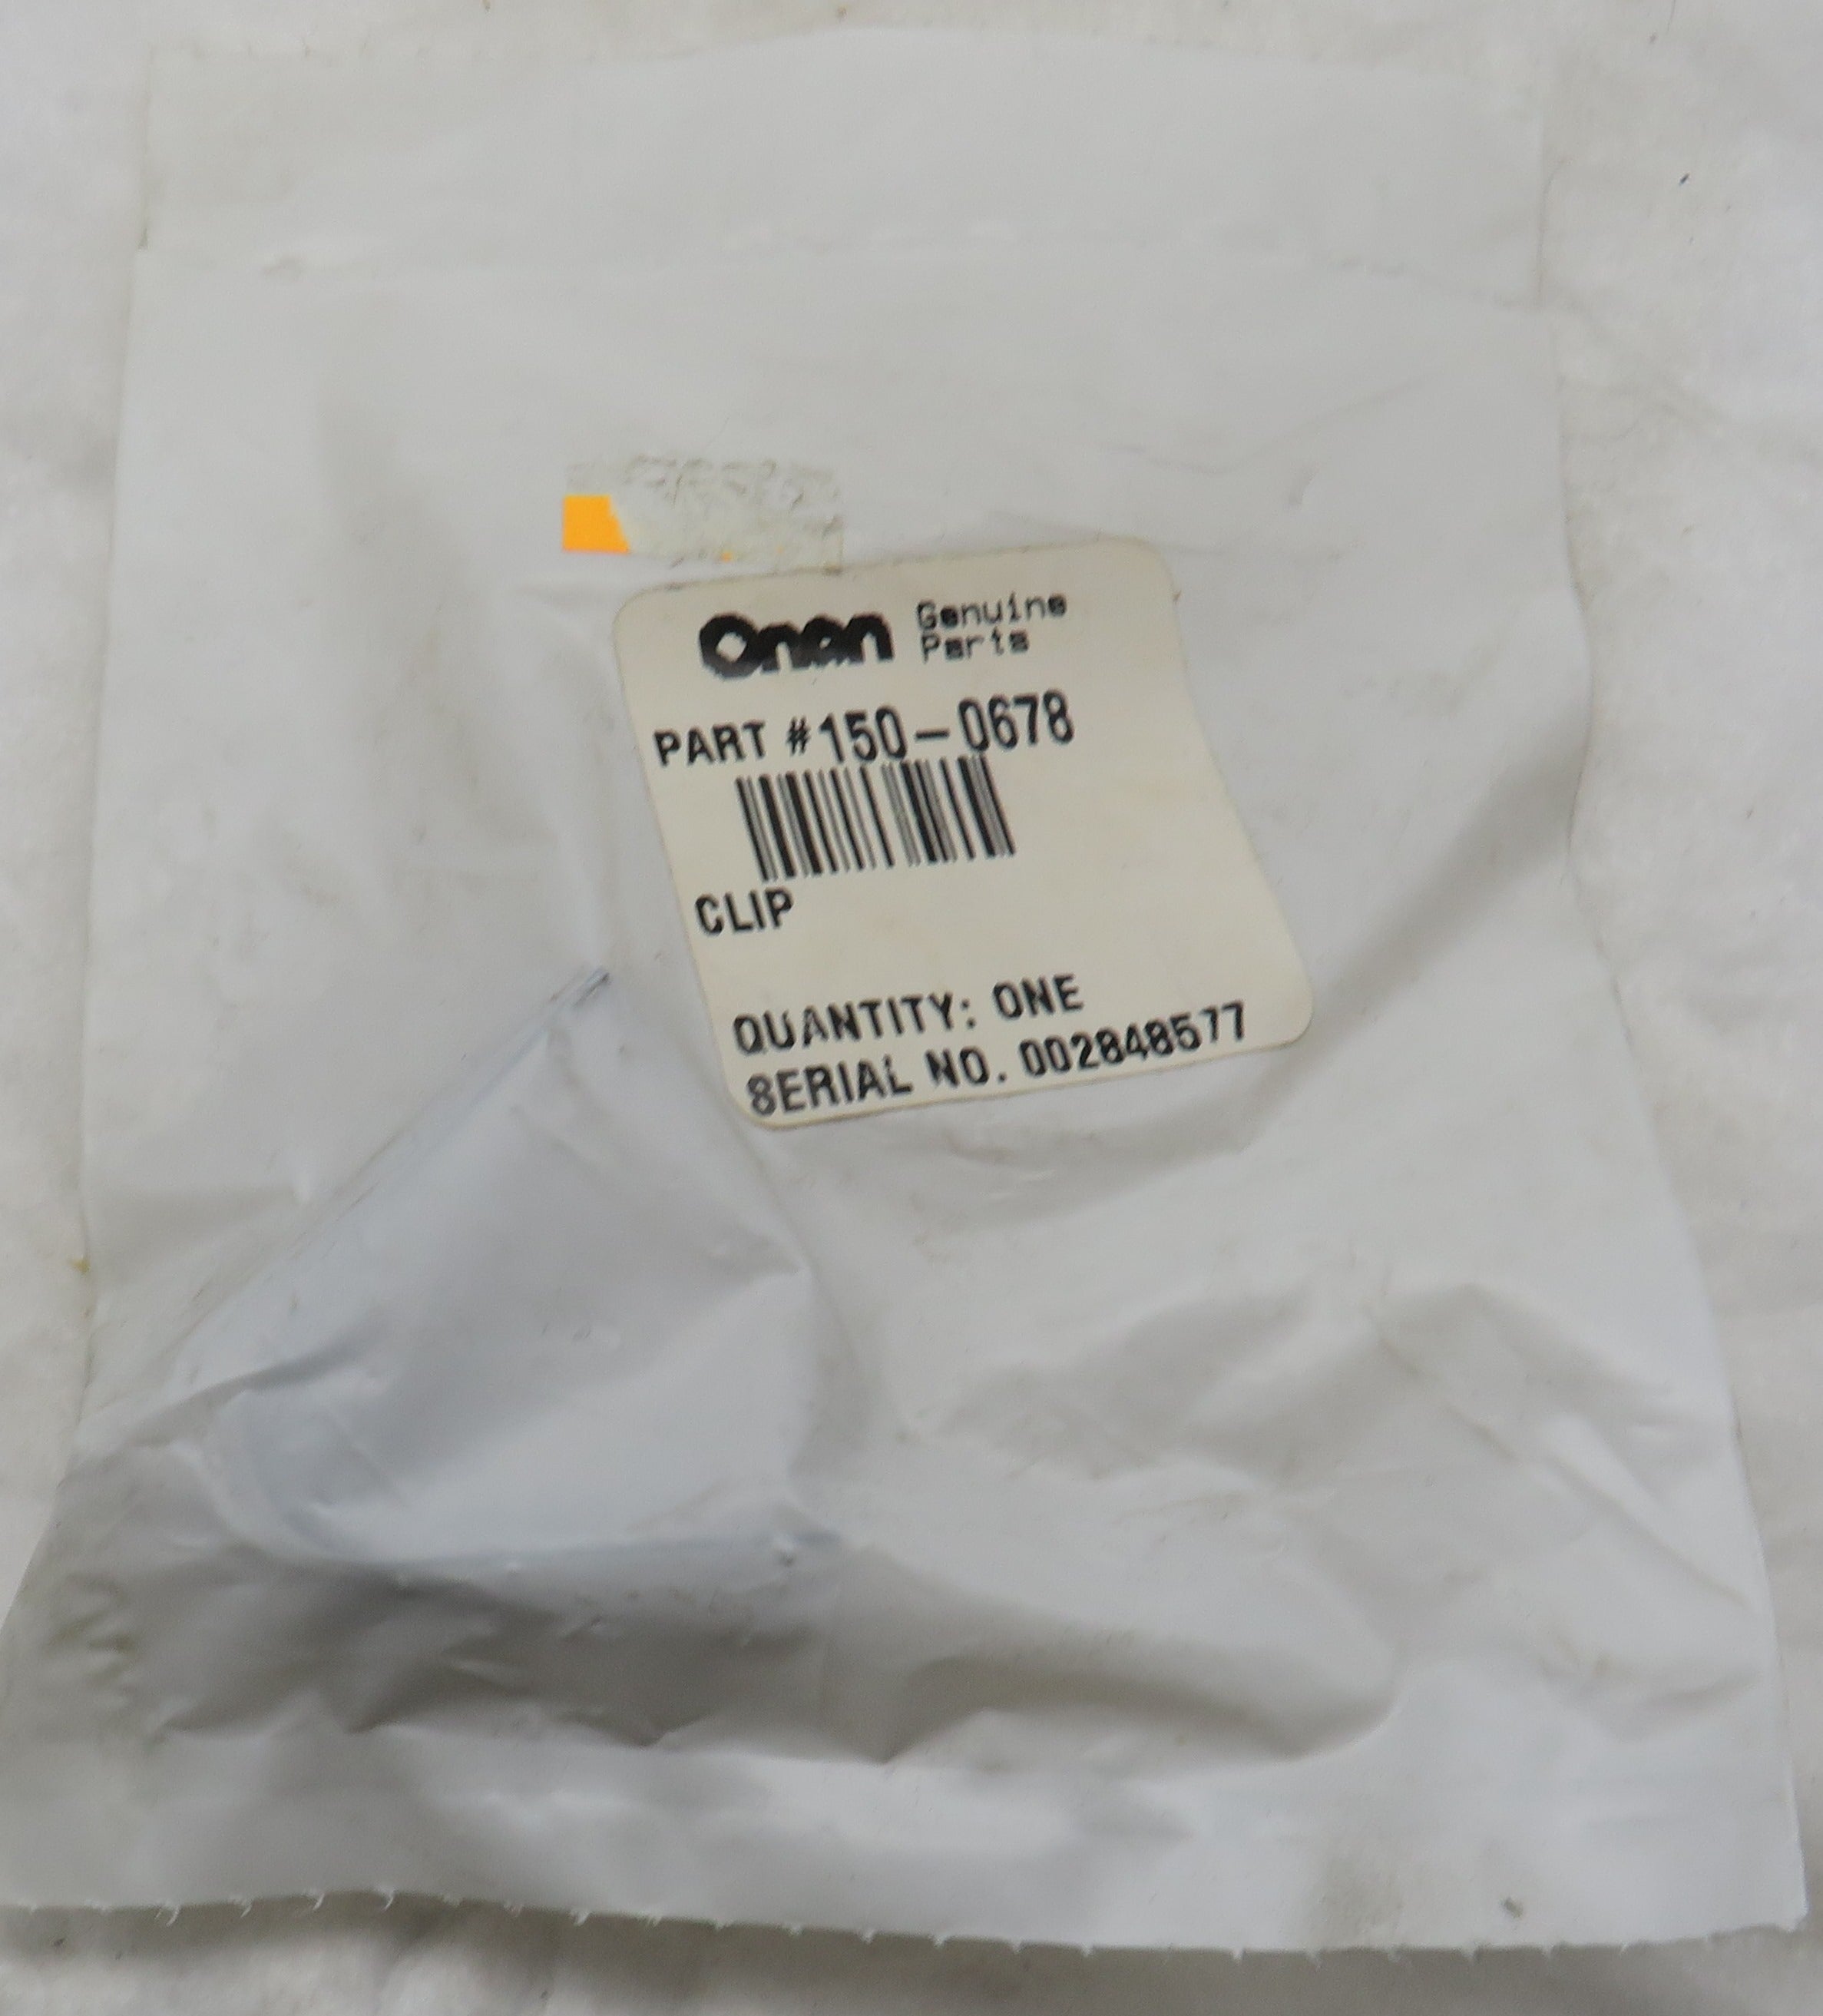 Onan Genuine
Parts
PART #150-0678
CLIP
QUANTITY: ONE
SERIAL NO. 002848577